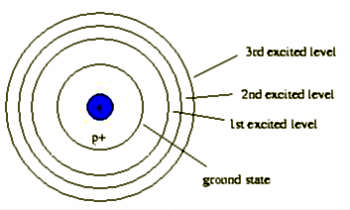 3rd excited level
2nd excited level
1st excited level
p+
ground state